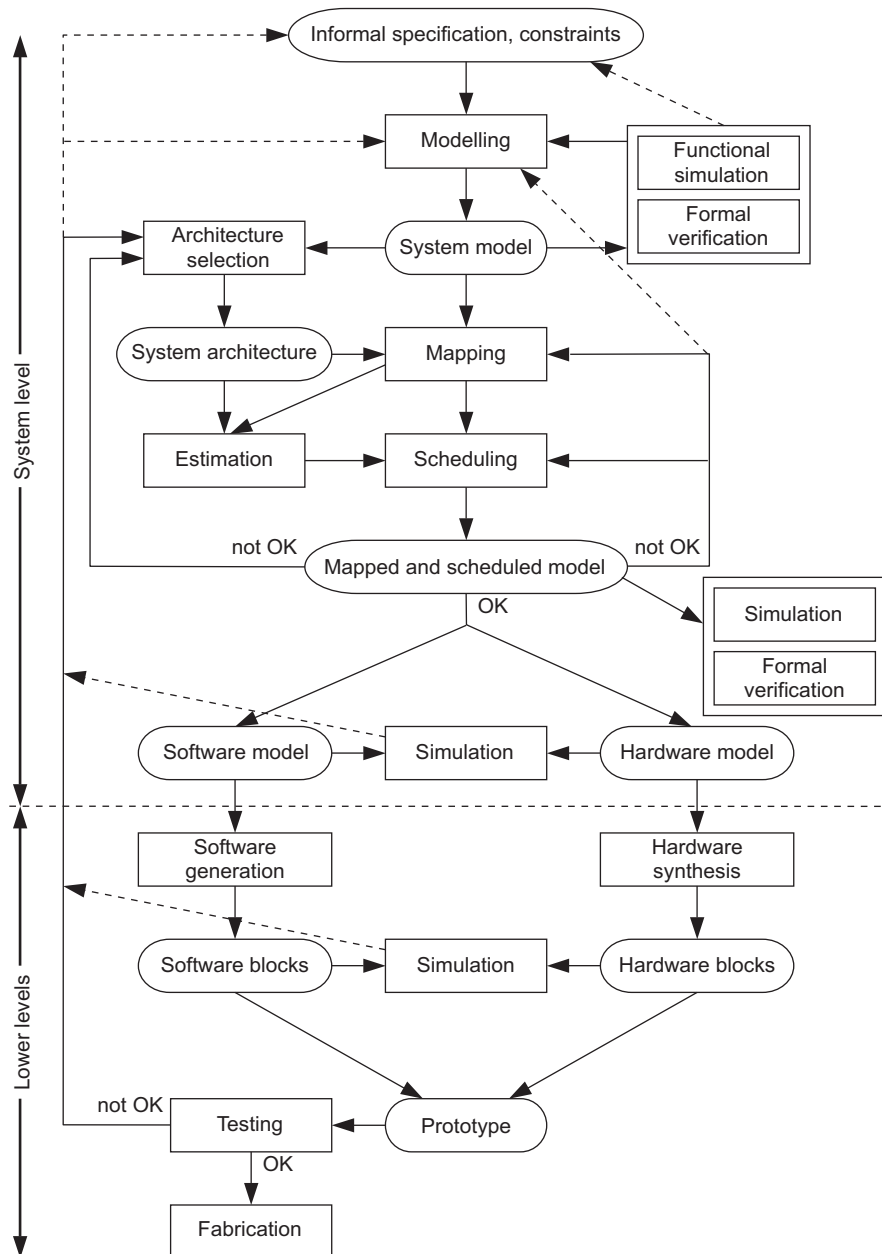 Informal specification, constraints
Modelling
Functional
simulation
Formal
verification
Architecture
selection
System model
System architecture
Mapping
System level
Estimation
Scheduling
not OK
not OK
Mapped and scheduled model
OK
Simulation
Formal
verification
Software model
Simulation
Hardware model
Software
generation
Hardware
synthesis
Software blocks
Simulation
Hardware blocks
Lower levels
not OK
Testing
Prototype
OK
Fabrication